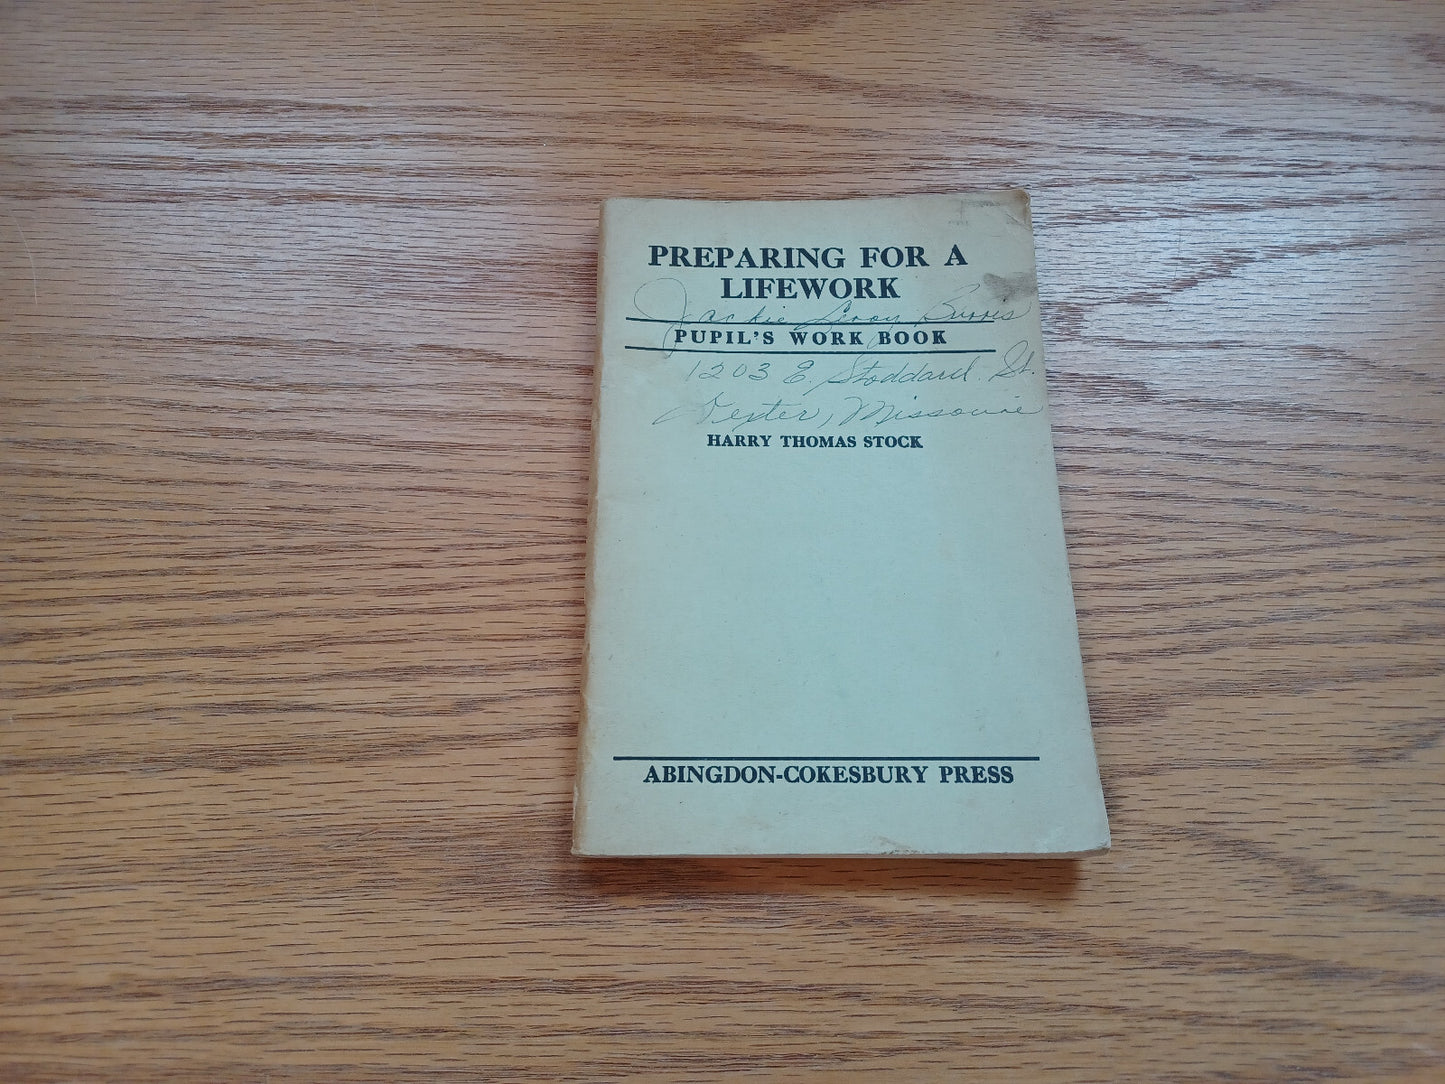 PREPARING FOR A
LIFEWORK
Jackie Leroy Burris
PUPIL'S WORK BOOK
1203 E. Stoddard St.
Dexter, Missourie
HARRY THOMAS STOCK
ABINGDON-COKESBURY PRESS